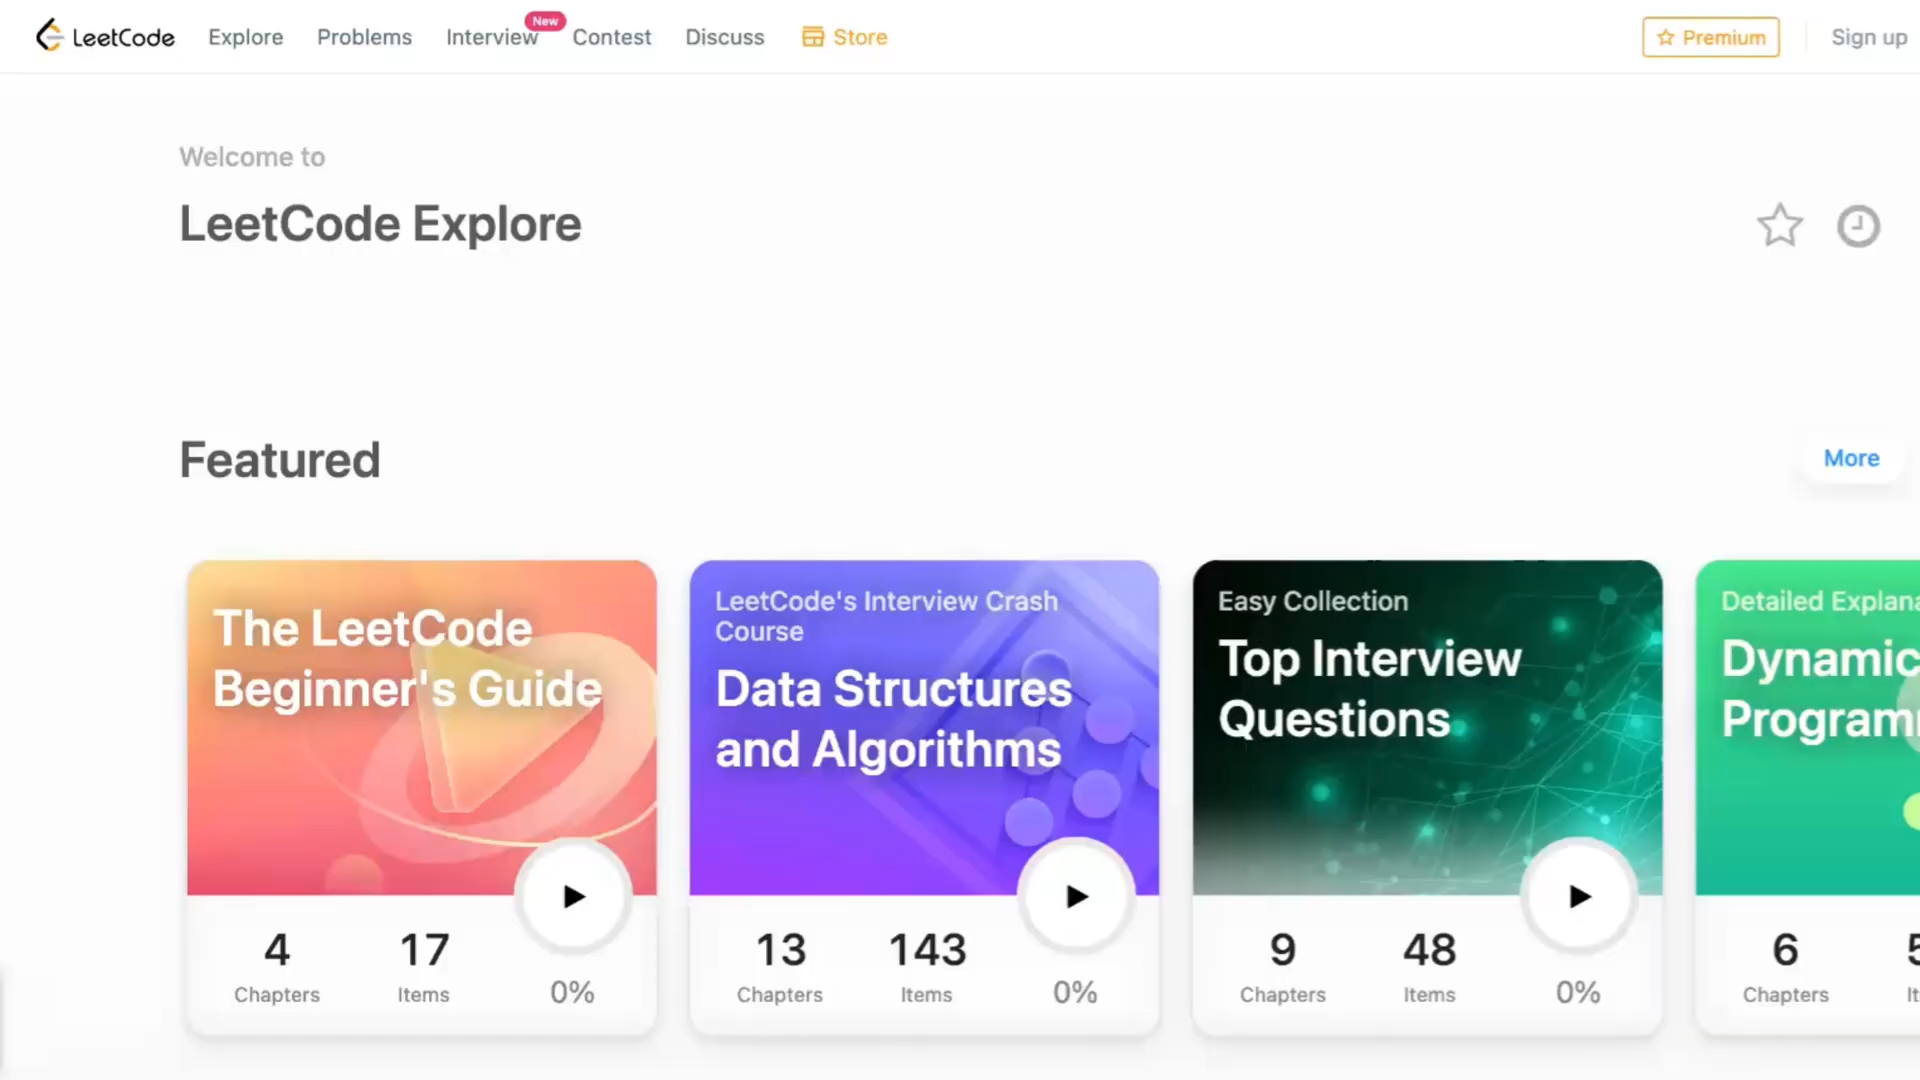 LeetCode Explore Problems Interview New Contest Discuss Store Premium Sign up
Welcome to
LeetCode Explore
Featured
More
The LeetCode
Beginner's Guide
4
Chapters
17
Items
0%
LeetCode's Interview Crash
Course
Data Structures
and Algorithms
13
Chapters
143
Items
0%
Easy Collection
Top Interview
Questions
9
Chapters
48
Items
0%
Detailed
Dynamic
6
Chapters